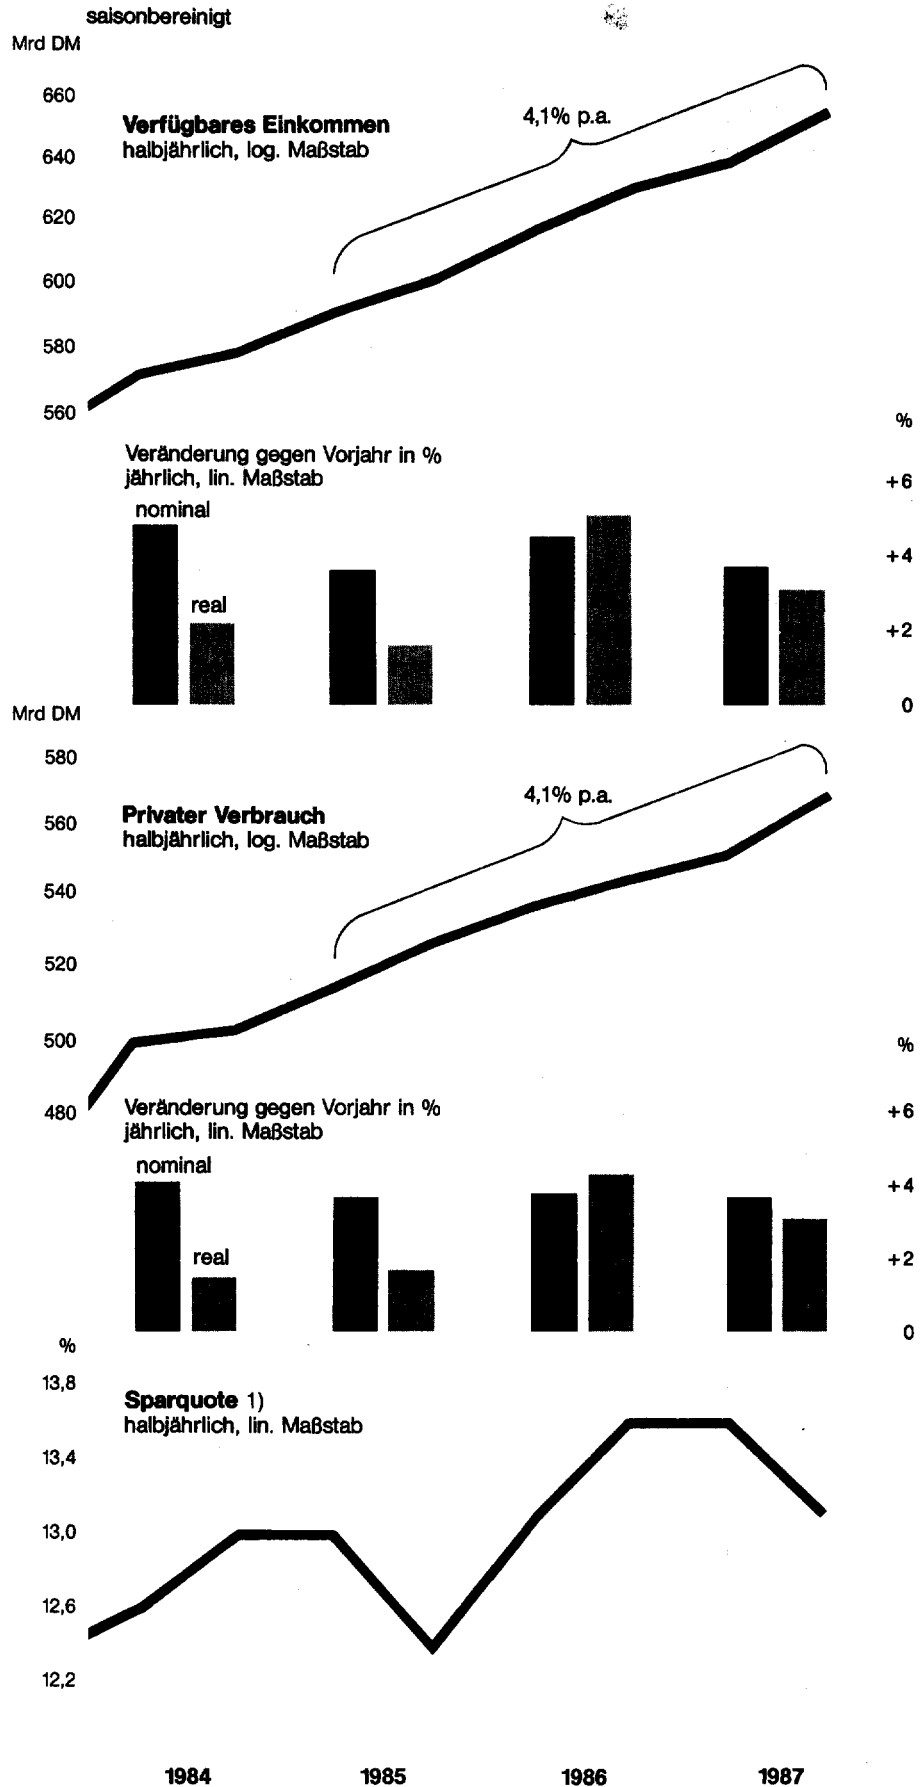 saisonbereinigt
Mrd DM
660
4,1% p.a.
Verfügbares Einkommen
halbjährlich, log. Maßstab
640
620
600
580
560
%
Veränderung gegen Vorjahr in %
jährlich, lin. Maßstab
+6
nominal
+4
real
+2
0
Mrd DM
580
4,1% p.a.
Privater Verbrauch
560
halbjährlich, log. Maßstab
540
520
500
%
480
Veränderung gegen Vorjahr in %
+6
jährlich, lin. Maßstab
nominal
+4
real
+2
0
%
13,8
Sparquote 1)
halbjährlich, lin. Maßstab
13,4
13,0
12,6
12,2
1984 1985 1986 1987